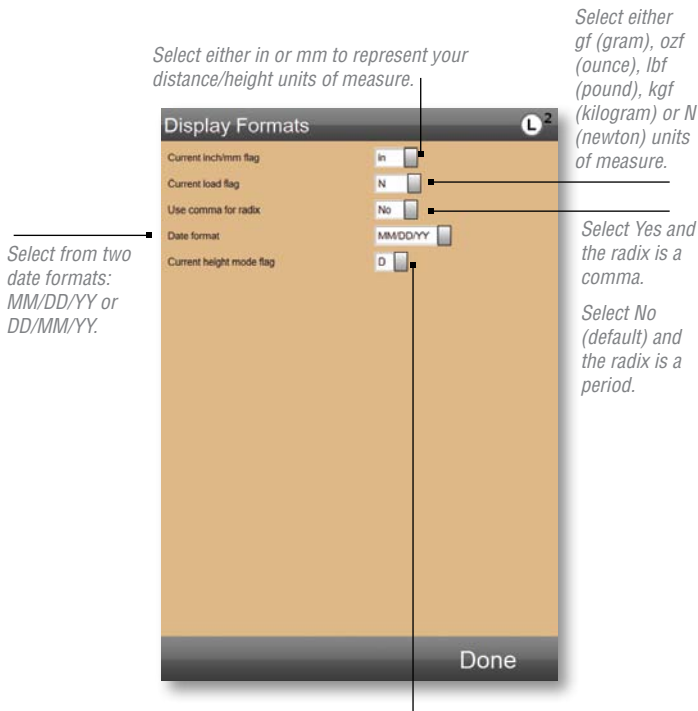 Select either in or mm to represent your
distance/height units of measure.
Select either
gf (gram), ozf
(ounce), lbf
(pound), kgf
(kilogram) or N
(newton) units
of measure.
Display Formats
L2
Current inch/mm flag
in
Current load flag
N
Use comma for radix
No
Date format
MM/DD/YY
Current height mode flag
D
Select from two
date formats:
MM/DD/YY or
DD/MM/YY.
Select Yes and
the radix is a
comma.
Select No
(default) and
the radix is a
period.
Done